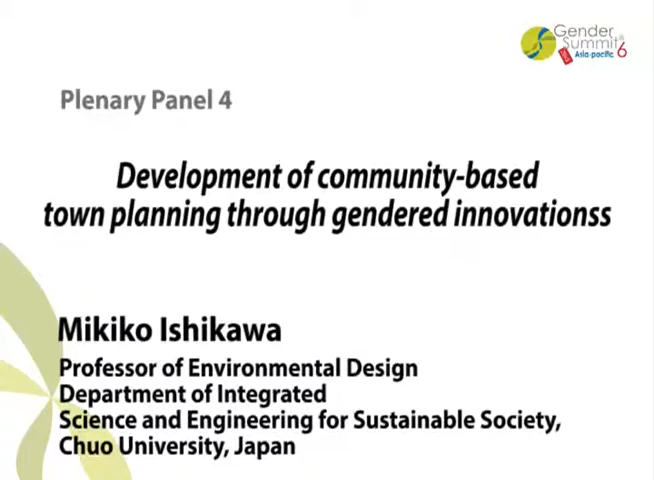 Gender
Summit 6
Asia-pacific
Plenary Panel 4
Development of community-based
town planning through gendered innovationss
Mikiko Ishikawa
Professor of Environmental Design
Department of Integrated
Science and Engineering for Sustainable Society,
Chuo University, Japan